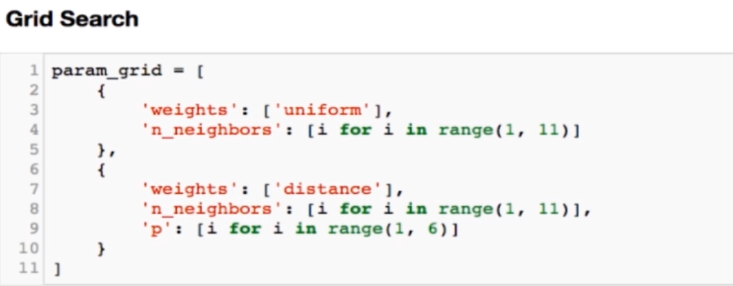 Grid Search
1 param_grid = [
2     {
3         'weights': ['uniform'],
4         'n_neighbors': [i for i in range(1, 11)]
5     },
6     {
7         'weights': ['distance'],
8         'n_neighbors': [i for i in range(1, 11)],
9         'p': [i for i in range(1, 6)]
10     }
11 ]